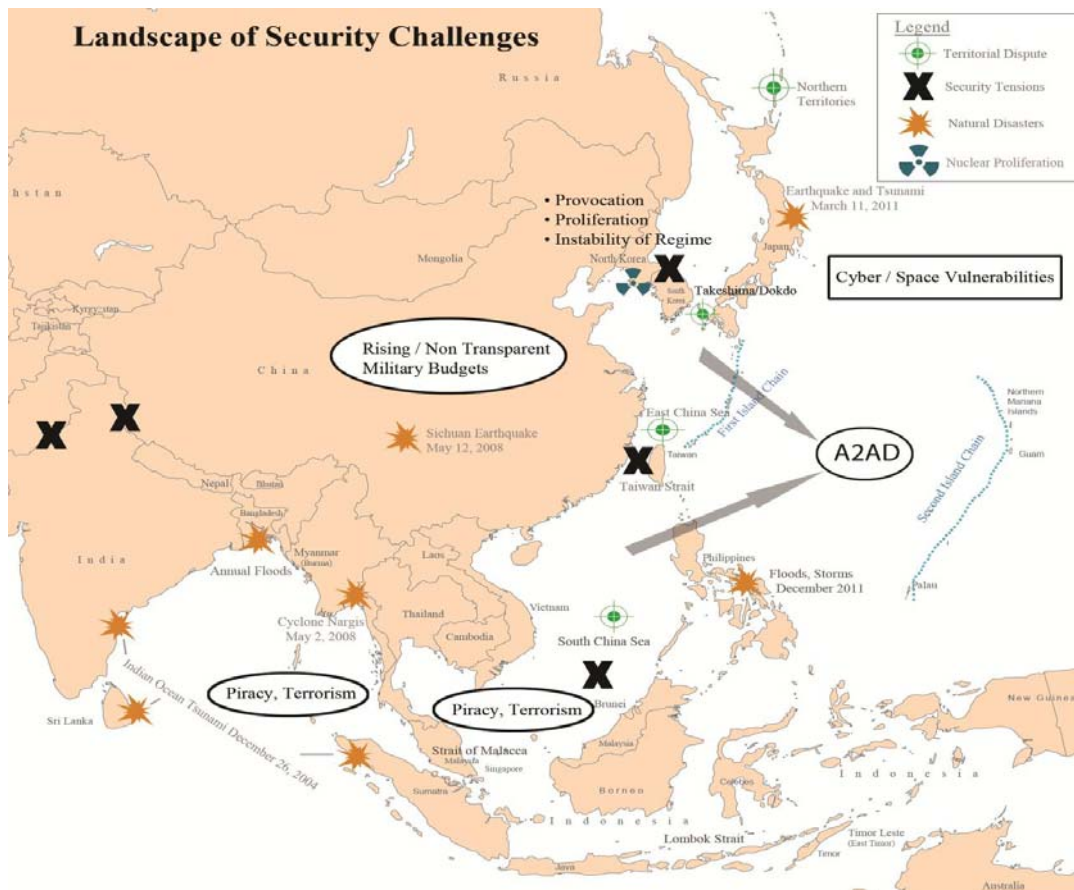 Landscape of Security Challenges
Legend
Territorial Dispute
Security Tensions
Natural Disasters
Nuclear Proliferation
Russia
Northern
Territories
hstan
Earthquake and Tsunami
March 11, 2011
• Provocation
• Proliferation
• Instability of Regime
Japan
Mongolia
North Korea
Cyber / Space Vulnerabilities
South
Korea
Takeshima/Dokdo
Kyrgyzstan
Tajikistan
Rising / Non Transparent
Military Budgets
China
First Island Chain
Northern
Mariana
Islands
East China Sea
Sichuan Earthquake
May 12, 2008
Taiwan
A2AD
Guam
Taiwan Strait
Nepal
Bhutan
Second Island Chain
Bangladesh
India
Myanmar
(Burma)
Laos
Annual Floods
Philippines
Floods, Storms
December 2011
Palau
Thailand
Vietnam
Cyclone Nargis
May 2, 2008
Cambodia
South China Sea
Indian Ocean Tsunami December 26, 2004
Piracy, Terrorism
Piracy, Terrorism
Brunei
New Guinea
Sri Lanka
Strait of Malacca
Malaysia
Malaysia
Singapore
Indonesia
Sumatra
Borneo
Celebes
Indonesia
Lombok Strait
Timor Leste
(East Timor)
Timor
Java
Australia